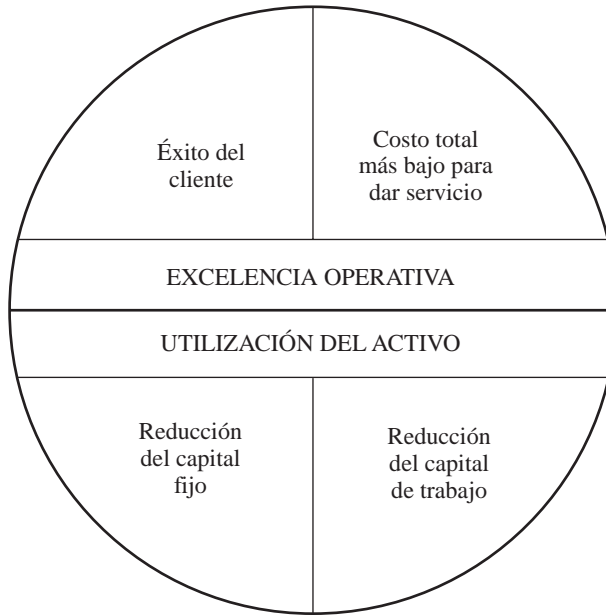 Éxito del
cliente
Costo total
más bajo para
dar servicio
EXCELENCIA OPERATIVA
UTILIZACIÓN DEL ACTIVO
Reducción
del capital
fijo
Reducción
del capital
de trabajo